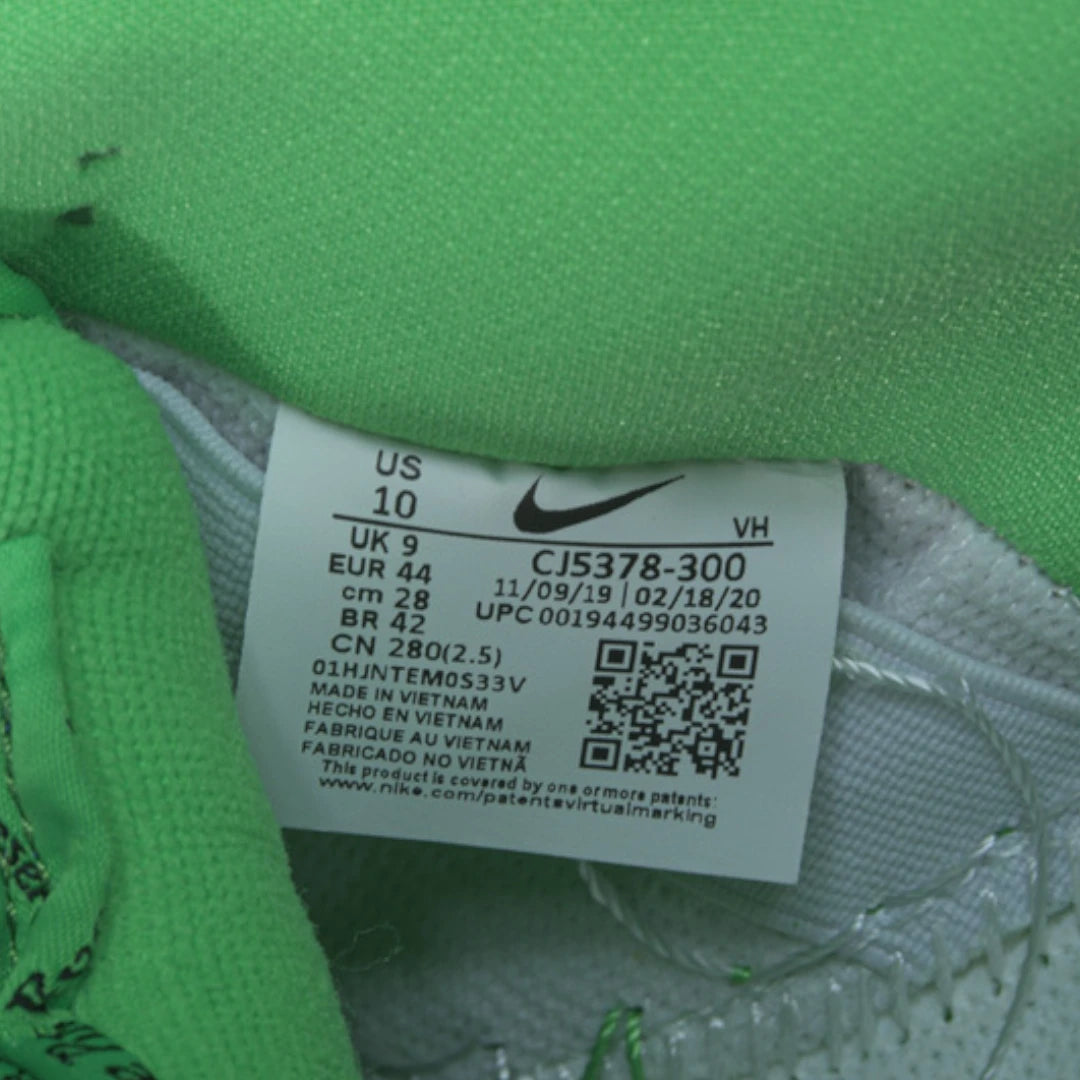 US
10
VH
UK 9
CJ5378-300
EUR 44
11/09/19 | 02/18/20
cm 28
UPC 00194499036043
BR 42
CN 280(2.5)
01HJNTEM0S33V
MADE IN VIETNAM
HECHO EN VIETNAM
FABRIQUE AU VIETNAM
FABRICADO NO VIETNÃ
This product is covered by one or more patents:
www.nike.com/patentsvirtualmarking